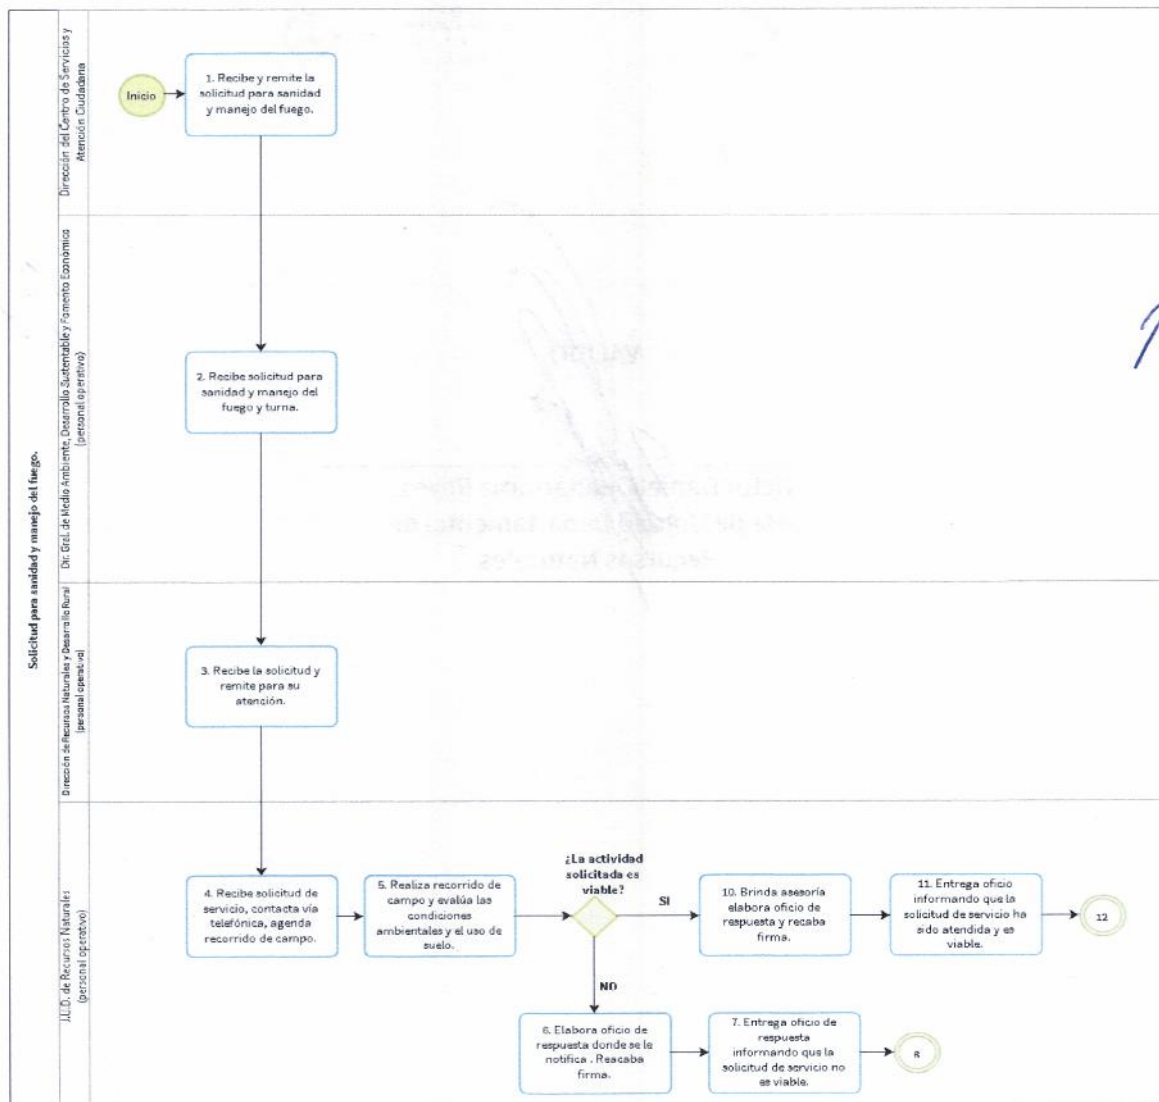 Solicitud para sanidad y manejo del fuego.
Dirección del Centro de Servicios y
Atención Ciudadana
Inicio
1. Recibe y remite la
solicitud para sanidad
y manejo del fuego.
Dir. Gral. de Medio Ambiente, Desarrollo Sustentable y Fomento Económico
(personal operativo)
2. Recibe solicitud para
sanidad y manejo del
fuego y turna.
Dirección de Recursos Naturales y Desarrollo Rural
(personal operativo)
3. Recibe la solicitud y
remite para su
atención.
J.U.D. de Recursos Naturales
(personal operativo)
4. Recibe solicitud de
servicio, contacta vía
telefónica, agenda
recorrido de campo.
5. Realiza recorrido de
campo y evalúa las
condiciones
ambientales y el uso de
suelo.
¿La actividad
solicitada es
viable?
SI
10. Brinda asesoría
elabora oficio de
respuesta y recaba
firma.
11. Entrega oficio
informando que la
solicitud de servicio ha
sido atendida y es
viable.
12
NO
6. Elabora oficio de
respuesta donde se le
notifica . Reacaba
firma.
7. Entrega oficio de
respuesta
informando que la
solicitud de servicio no
es viable.
8